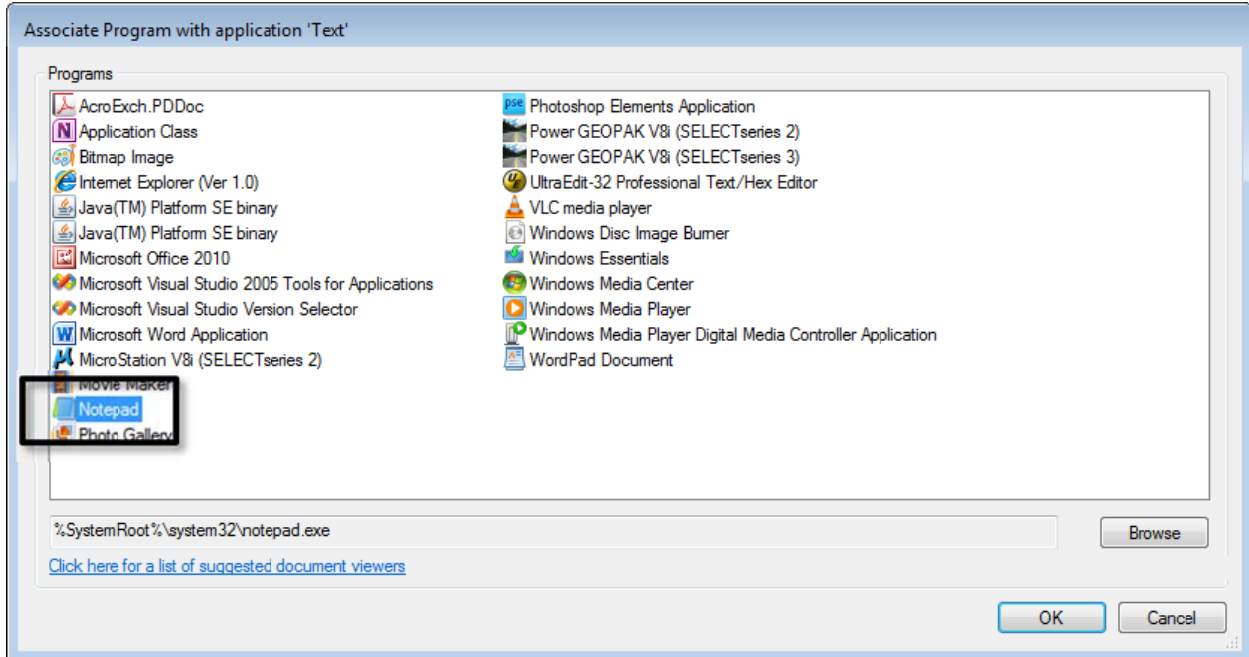 Associate Program with application 'Text'
Programs
AcroExch.PDDoc
Application Class
Bitmap Image
Internet Explorer (Ver 1.0)
Java(TM) Platform SE binary
Java(TM) Platform SE binary
Microsoft Office 2010
Microsoft Visual Studio 2005 Tools for Applications
Microsoft Visual Studio Version Selector
Microsoft Word Application
MicroStation V8i (SELECTseries 2)
Movie Maker
Notepad
Photo Gallery
pse Photoshop Elements Application
Power GEOPAK V8i (SELECTseries 2)
Power GEOPAK V8i (SELECTseries 3)
UltraEdit-32 Professional Text/Hex Editor
VLC media player
Windows Disc Image Burner
Windows Essentials
Windows Media Center
Windows Media Player
Windows Media Player Digital Media Controller Application
WordPad Document
%SystemRoot%\system32\notepad.exe
Browse
Click here for a list of suggested document viewers
OK
Cancel